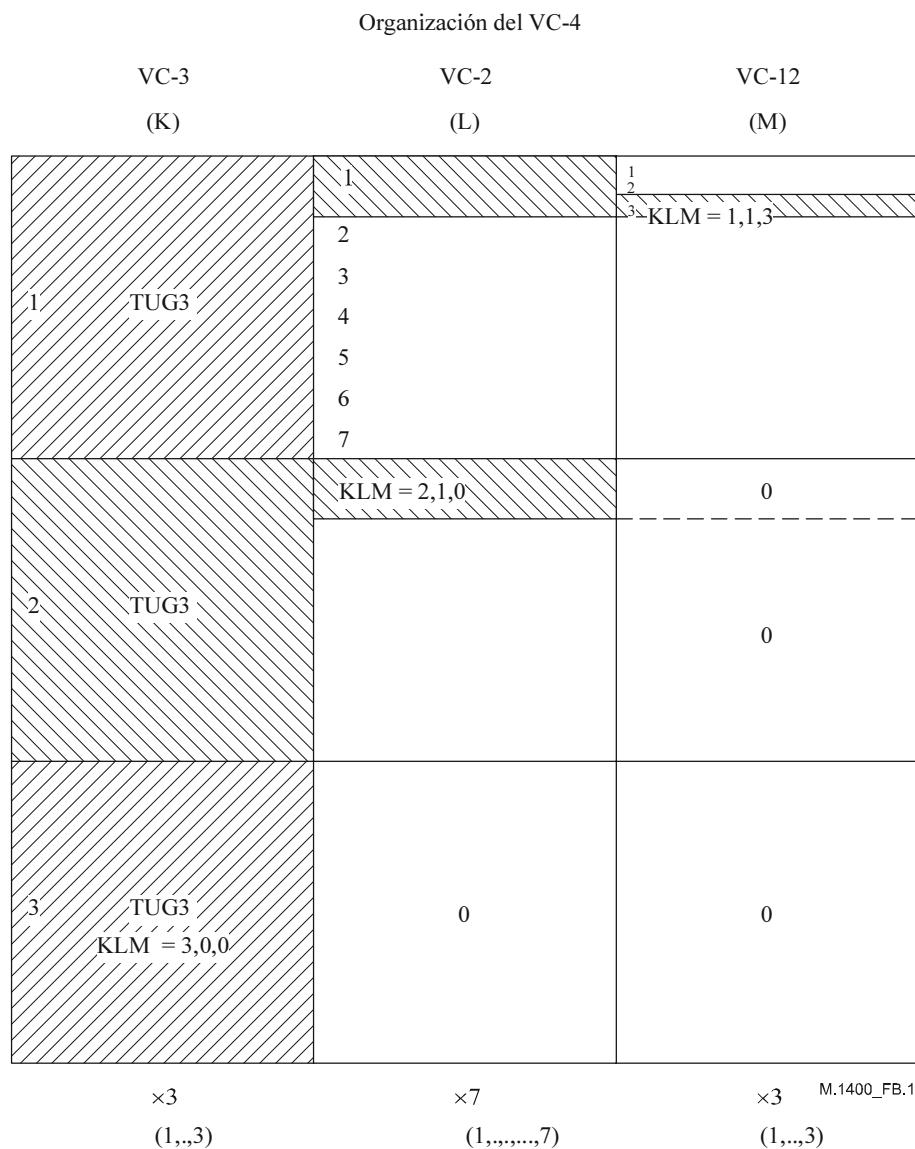 Organización del VC-4
VC-3 VC-2 VC-12
(K) (L) (M)
1 TUG3
1
2
3
4
5
6
7
1
2
3 KLM = 1,1,3
2 TUG3
KLM = 2,1,0
0
0
3 TUG3
KLM = 3,0,0
0
0
×3 ×7 ×3
(1,.,3) (1,.,.,...,7) (1,..,3)
M.1400_FB.1